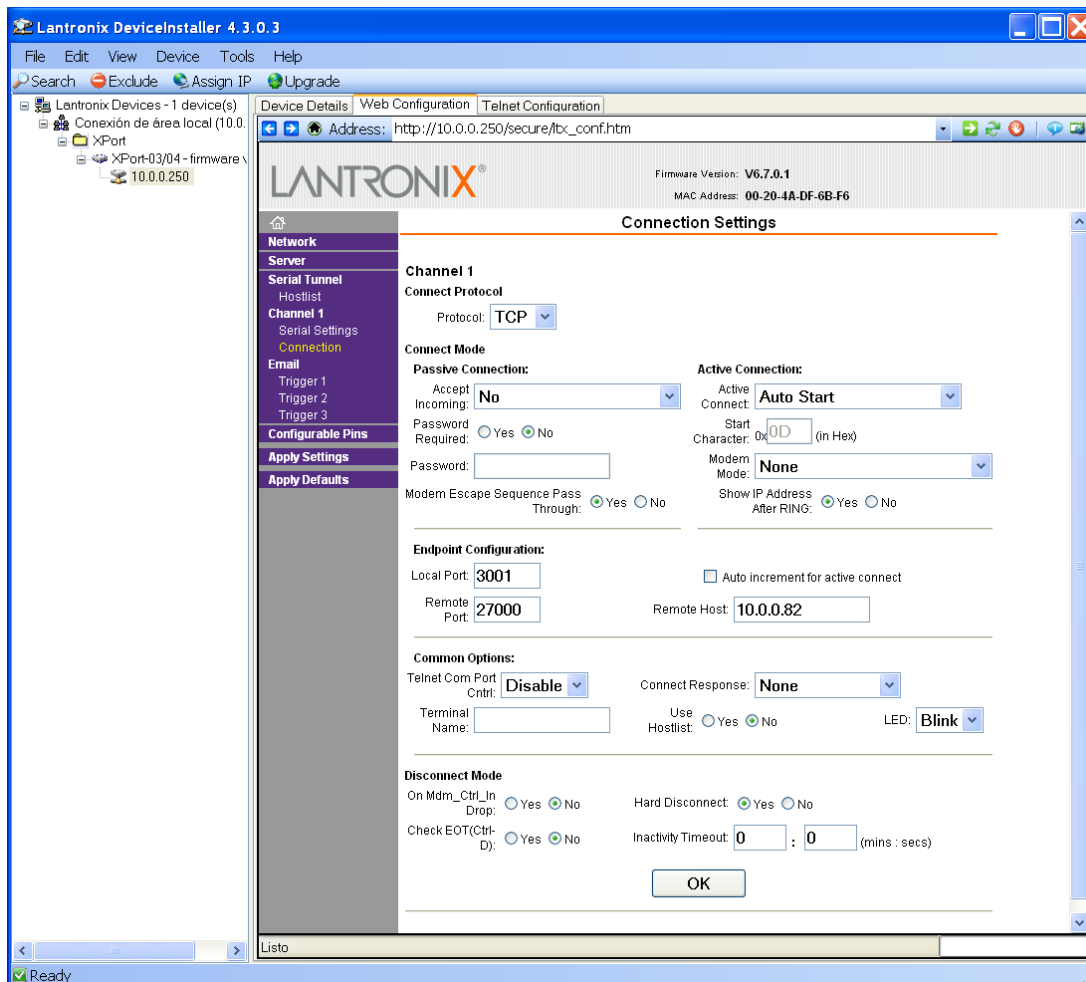 Lantronix DeviceInstaller 4.3.0.3
File Edit View Device Tools Help
Search Exclude Assign IP Upgrade
Lantronix Devices - 1 device(s)
Conexión de área local (10.0.
XPort
XPort-03/04 - firmware v
10.0.0.250
Device Details Web Configuration Telnet Configuration
Address: http://10.0.0.250/secure/ltx_conf.htm
LANTRONIX®
Firmware Version: V6.7.0.1
MAC Address: 00-20-4A-DF-6B-F6
Network
Server
Serial Tunnel
Hostlist
Channel 1
Serial Settings
Connection
Email
Trigger 1
Trigger 2
Trigger 3
Configurable Pins
Apply Settings
Apply Defaults
Connection Settings
Channel 1
Connect Protocol
Protocol: TCP
Connect Mode
Passive Connection:
Accept Incoming: No
Password Required: Yes No
Password:
Modem Escape Sequence Pass Through: Yes No
Active Connection:
Active Connect: Auto Start
Start Character: 0x0D (in Hex)
Modem Mode: None
Show IP Address After RING: Yes No
Endpoint Configuration:
Local Port: 3001 Auto increment for active connect
Remote Port: 27000 Remote Host: 10.0.0.82
Common Options:
Telnet Com Port Cntrl: Disable Connect Response: None
Terminal Name: Use Hostlist: Yes No LED: Blink
Disconnect Mode
On Mdm_Ctrl_In Drop: Yes No Hard Disconnect: Yes No
Check EOT(Ctrl-D): Yes No Inactivity Timeout: 0 : 0 (mins : secs)
OK
Listo
Ready